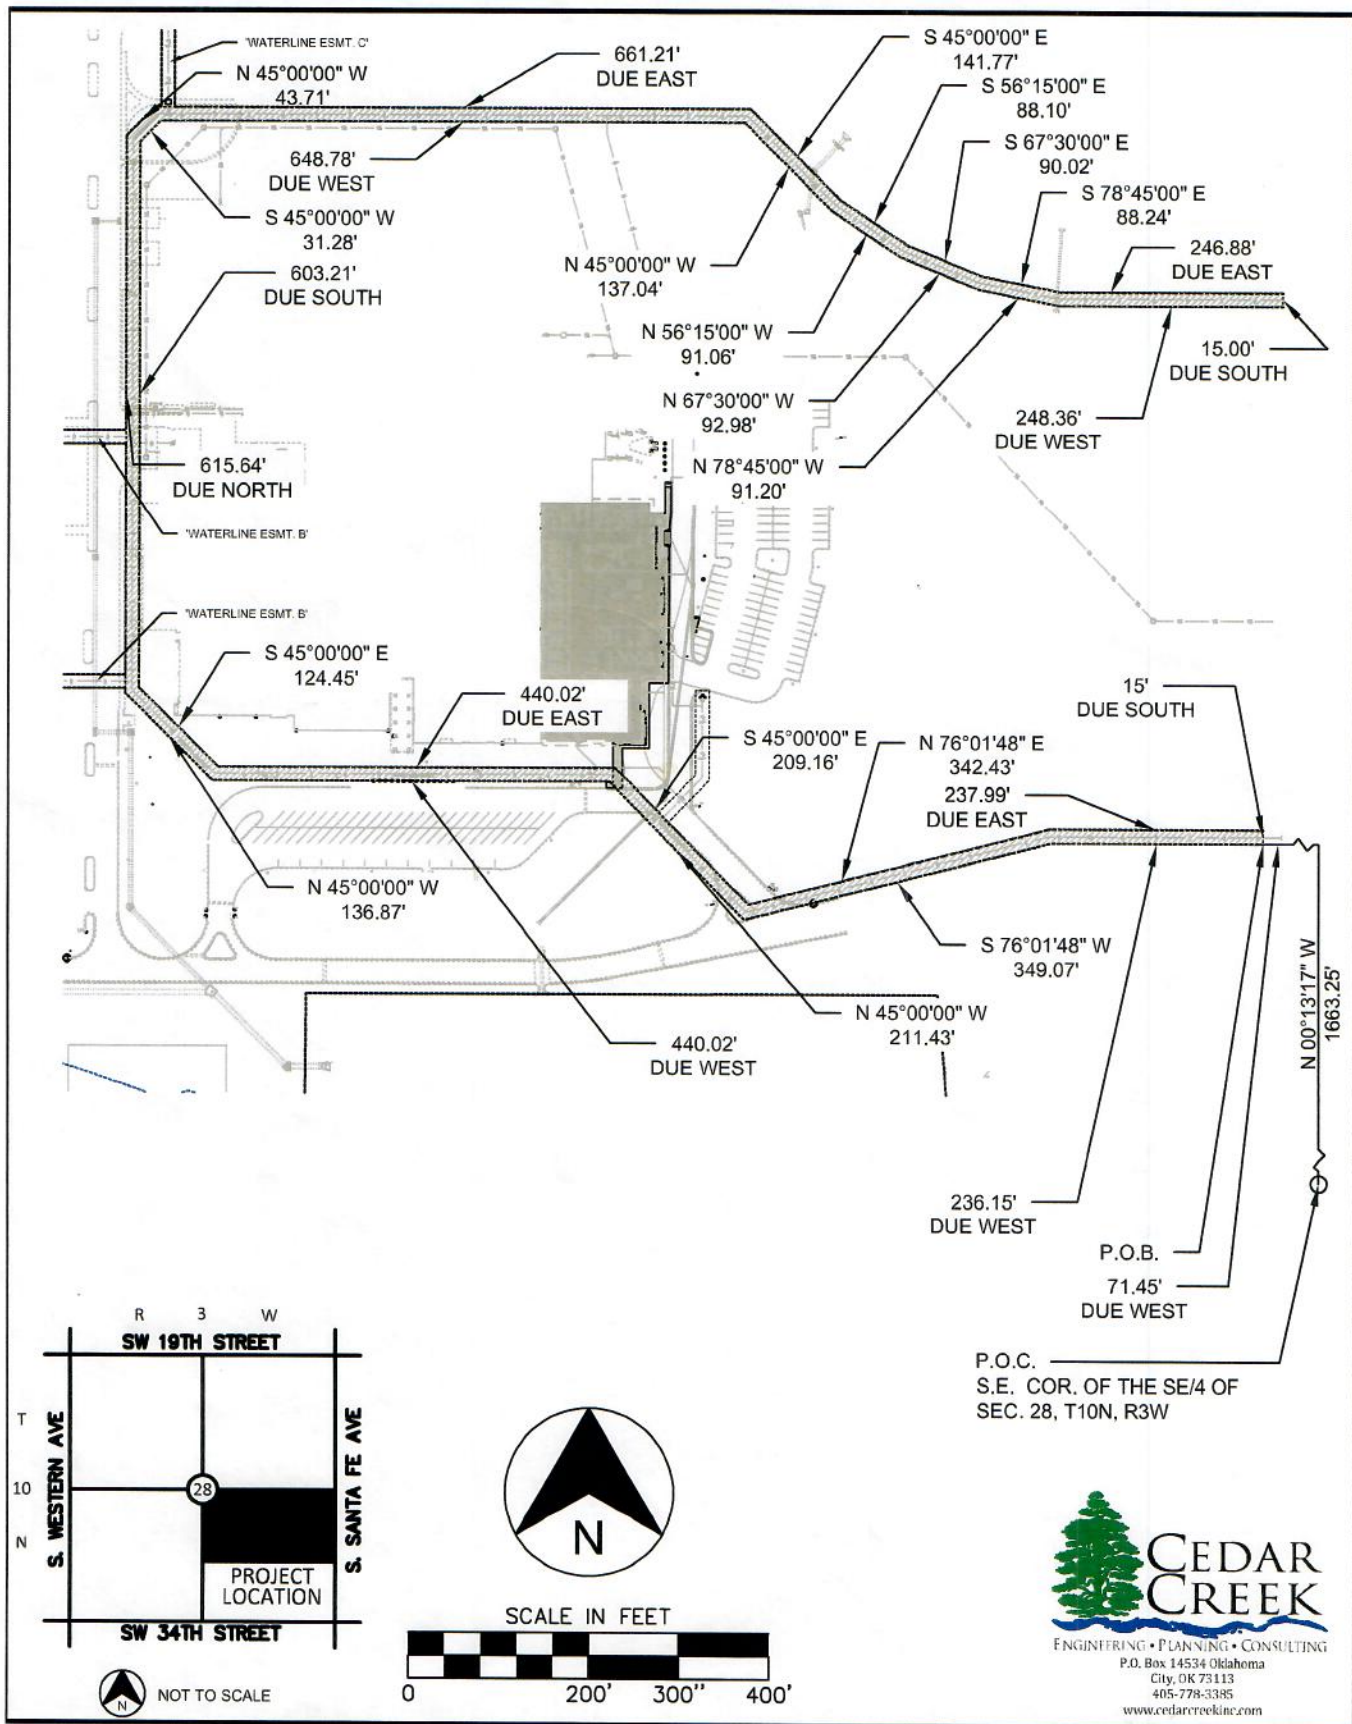 'WATERLINE ESMT. C'
N 45°00'00" W
43.71'
661.21'
DUE EAST
S 45°00'00" E
141.77'
S 56°15'00" E
88.10'
S 67°30'00" E
90.02'
S 78°45'00" E
88.24'
246.88'
DUE EAST
648.78'
DUE WEST
S 45°00'00" W
31.28'
603.21'
DUE SOUTH
N 45°00'00" W
137.04'
N 56°15'00" W
91.06'
15.00'
DUE SOUTH
N 67°30'00" W
92.98'
248.36'
DUE WEST
N 78°45'00" W
91.20'
615.64'
DUE NORTH
'WATERLINE ESMT. B'
'WATERLINE ESMT. B'
S 45°00'00" E
124.45'
440.02'
DUE EAST
15'
DUE SOUTH
S 45°00'00" E
209.16'
N 76°01'48" E
342.43'
237.99'
DUE EAST
N 45°00'00" W
136.87'
S 76°01'48" W
349.07'
N 45°00'00" W
211.43'
440.02'
DUE WEST
N 00°13'17" W
1663.25'
236.15'
DUE WEST
P.O.B.
71.45'
DUE WEST
P.O.C.
S.E. COR. OF THE SE/4 OF
SEC. 28, T10N, R3W
R 3 W
SW 19TH STREET
T
10
N
S. WESTERN AVE
S. SANTA FE AVE
28
PROJECT
LOCATION
SW 34TH STREET
N
NOT TO SCALE
N
SCALE IN FEET
0 200' 300" 400'
CEDAR
CREEK
ENGINEERING • PLANNING • CONSULTING
P.O. Box 14534 Oklahoma
City, OK 73113
405-778-3385
www.cedarcreekinc.com